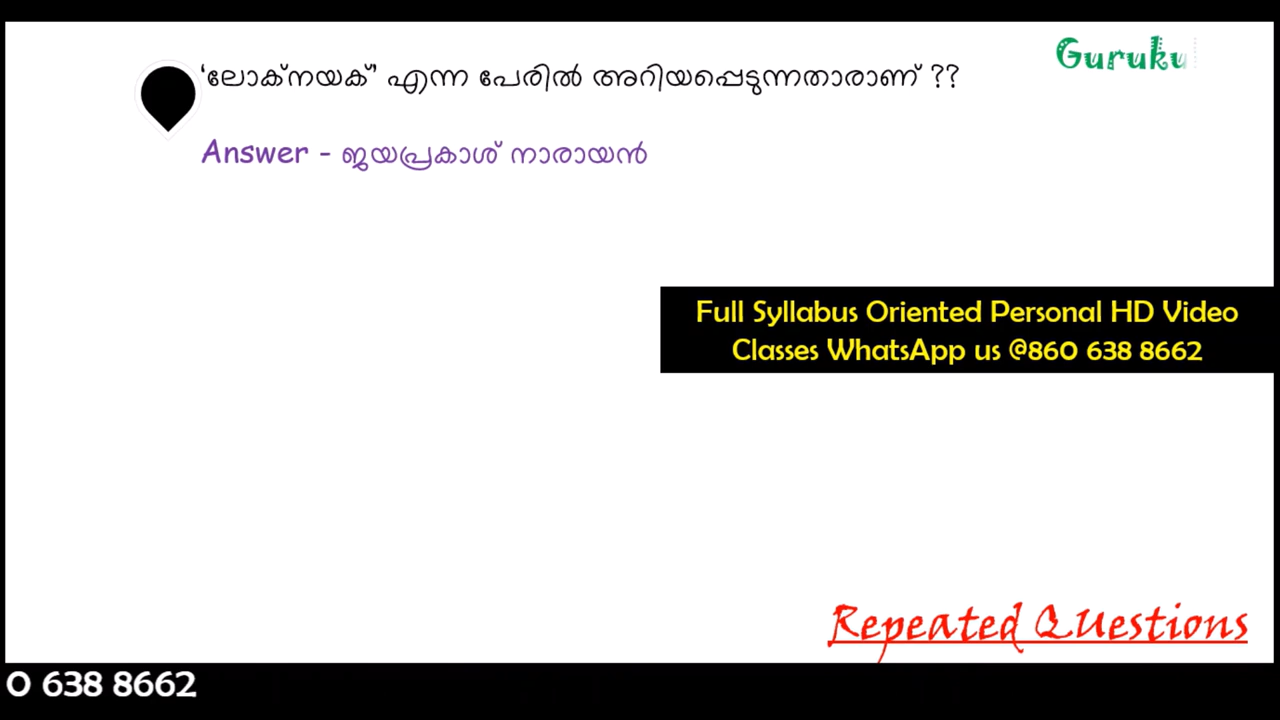 Guruku
‘ലോക്നയക്’ എന്ന പേരിൽ അറിയപ്പെടുന്നതാരാണ് ??
Answer - ജയപ്രകാശ് നാരായൻ
Full Syllabus Oriented Personal HD Video
Classes WhatsApp us @860 638 8662
Repeated QUestions
0 638 8662